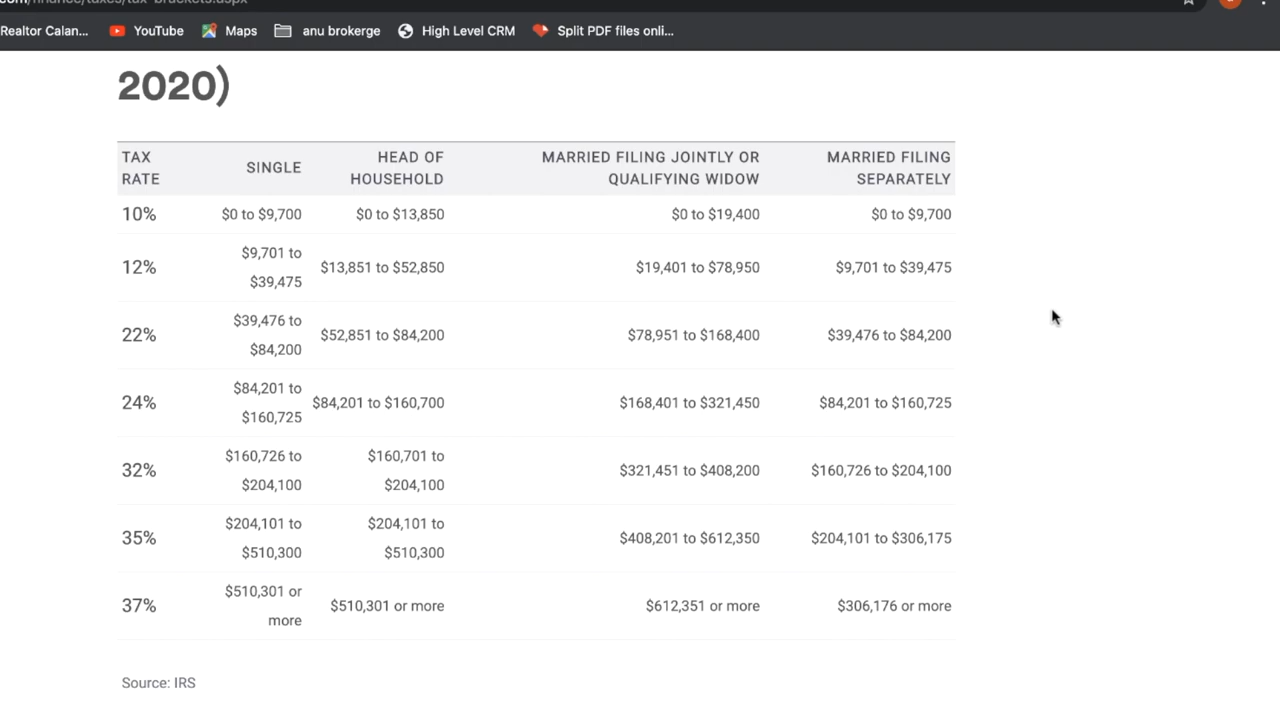 com/finance/taxes/tax-brackets.aspx
Realtor Calan... YouTube Maps anu brokerge High Level CRM Split PDF files onli...
2020)
TAX RATE SINGLE HEAD OF HOUSEHOLD MARRIED FILING JOINTLY OR QUALIFYING WIDOW MARRIED FILING SEPARATELY
10% $0 to $9,700 $0 to $13,850 $0 to $19,400 $0 to $9,700
12% $9,701 to $39,475 $13,851 to $52,850 $19,401 to $78,950 $9,701 to $39,475
22% $39,476 to $84,200 $52,851 to $84,200 $78,951 to $168,400 $39,476 to $84,200
24% $84,201 to $160,725 $84,201 to $160,700 $168,401 to $321,450 $84,201 to $160,725
32% $160,726 to $204,100 $160,701 to $204,100 $321,451 to $408,200 $160,726 to $204,100
35% $204,101 to $510,300 $204,101 to $510,300 $408,201 to $612,350 $204,101 to $306,175
37% $510,301 or more $510,301 or more $612,351 or more $306,176 or more
Source: IRS